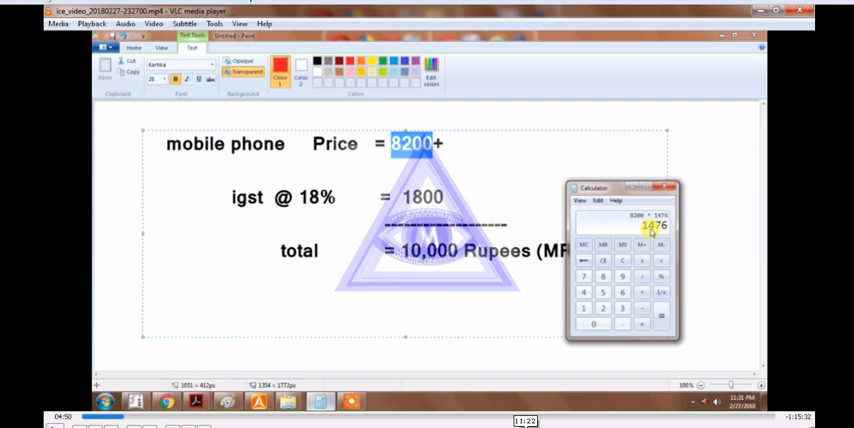 ice_video_20180227-232700.mp4 - VLC media player
Media Playback Audio Video Subtitle Tools View Help
Text Tools Untitled - Paint
Home View Text
Paste Cut Copy
Kartika
28 B I U abc
Opaque
Transparent
Color 1 Color 2 Edit colors
Clipboard Font Background Colors
mobile phone Price = 8200+
igst @ 18% = 1800
total = 10,000 Rupees (MR
M
Calculator
View Edit Help
8200 * 1476
1476
MC MR MS M+ M-
← CE C ± √
7 8 9 / %
4 5 6 * 1/x
1 2 3 - =
0 . +
1051 × 412px 1354 × 1772px 100%
11:31 PM
2/27/2018
04:50 11:22 -1:15:32